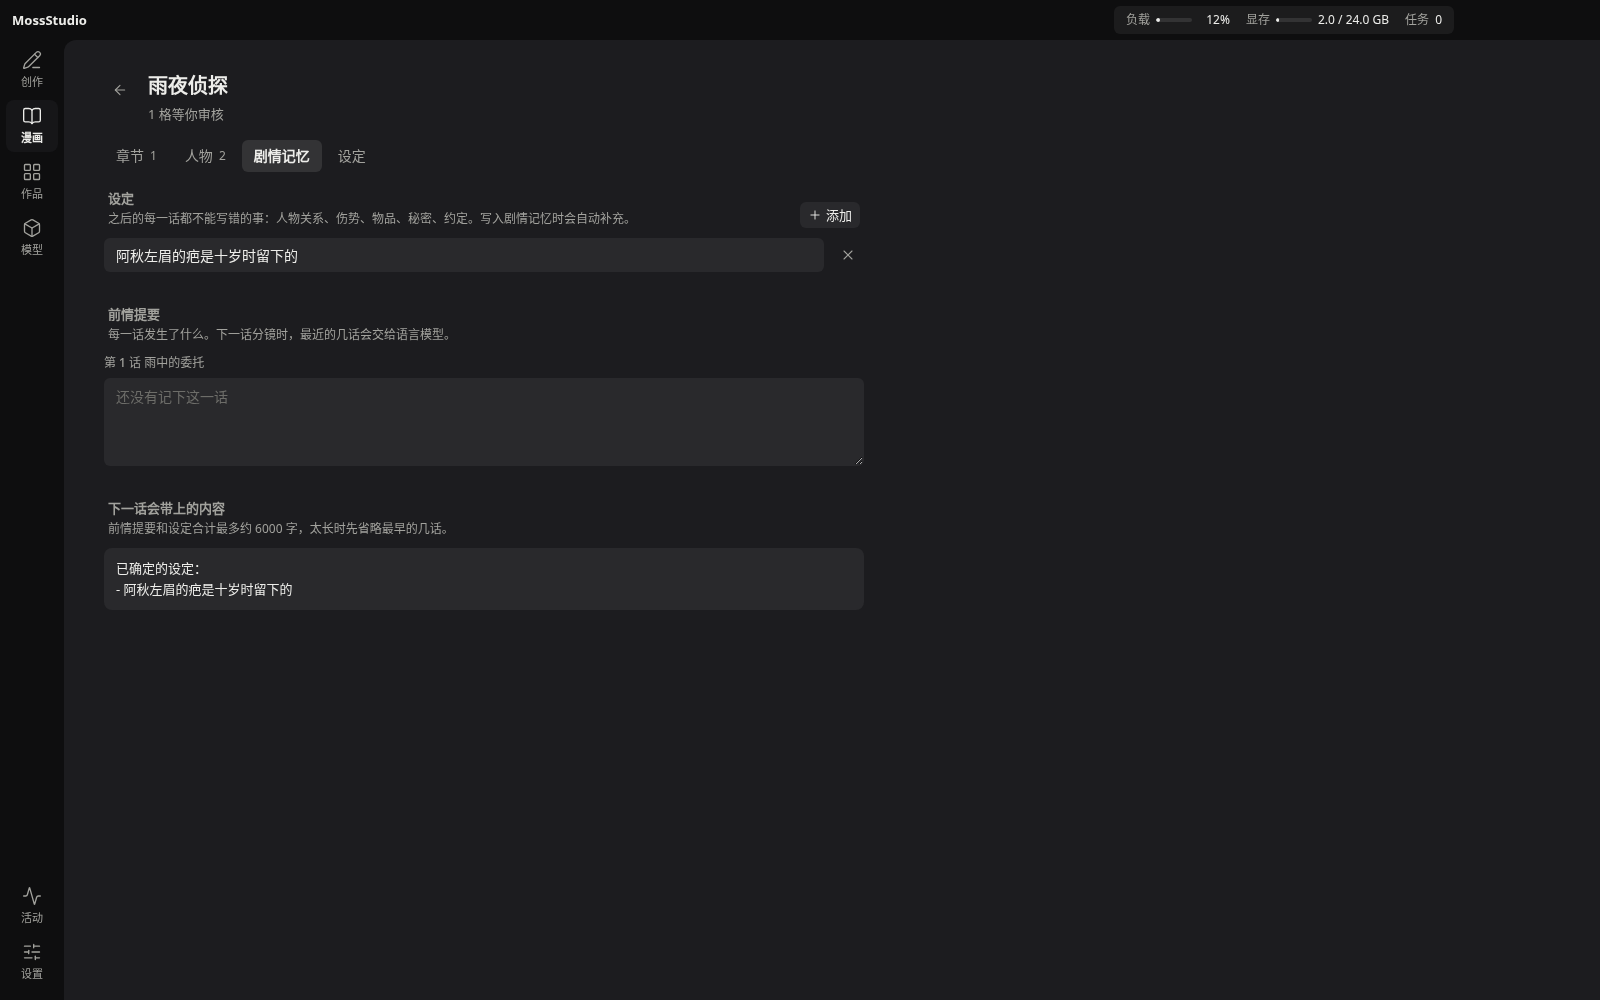 MossStudio
负载 12% 显存 2.0 / 24.0 GB 任务 0
创作
漫画
作品
模型
活动
设置
雨夜侦探
1 格等你审核
章节 1 人物 2 剧情记忆 设定
设定
之后的每一话都不能写错的事：人物关系、伤势、物品、秘密、约定。写入剧情记忆时会自动补充。
添加
阿秋左眉的疤是十岁时留下的
前情提要
每一话发生了什么。下一话分镜时，最近的几话会交给语言模型。
第 1 话 雨中的委托
还没有记下这一话
下一话会带上的内容
前情提要和设定合计最多约 6000 字，太长时先省略最早的几话。
已确定的设定：
- 阿秋左眉的疤是十岁时留下的